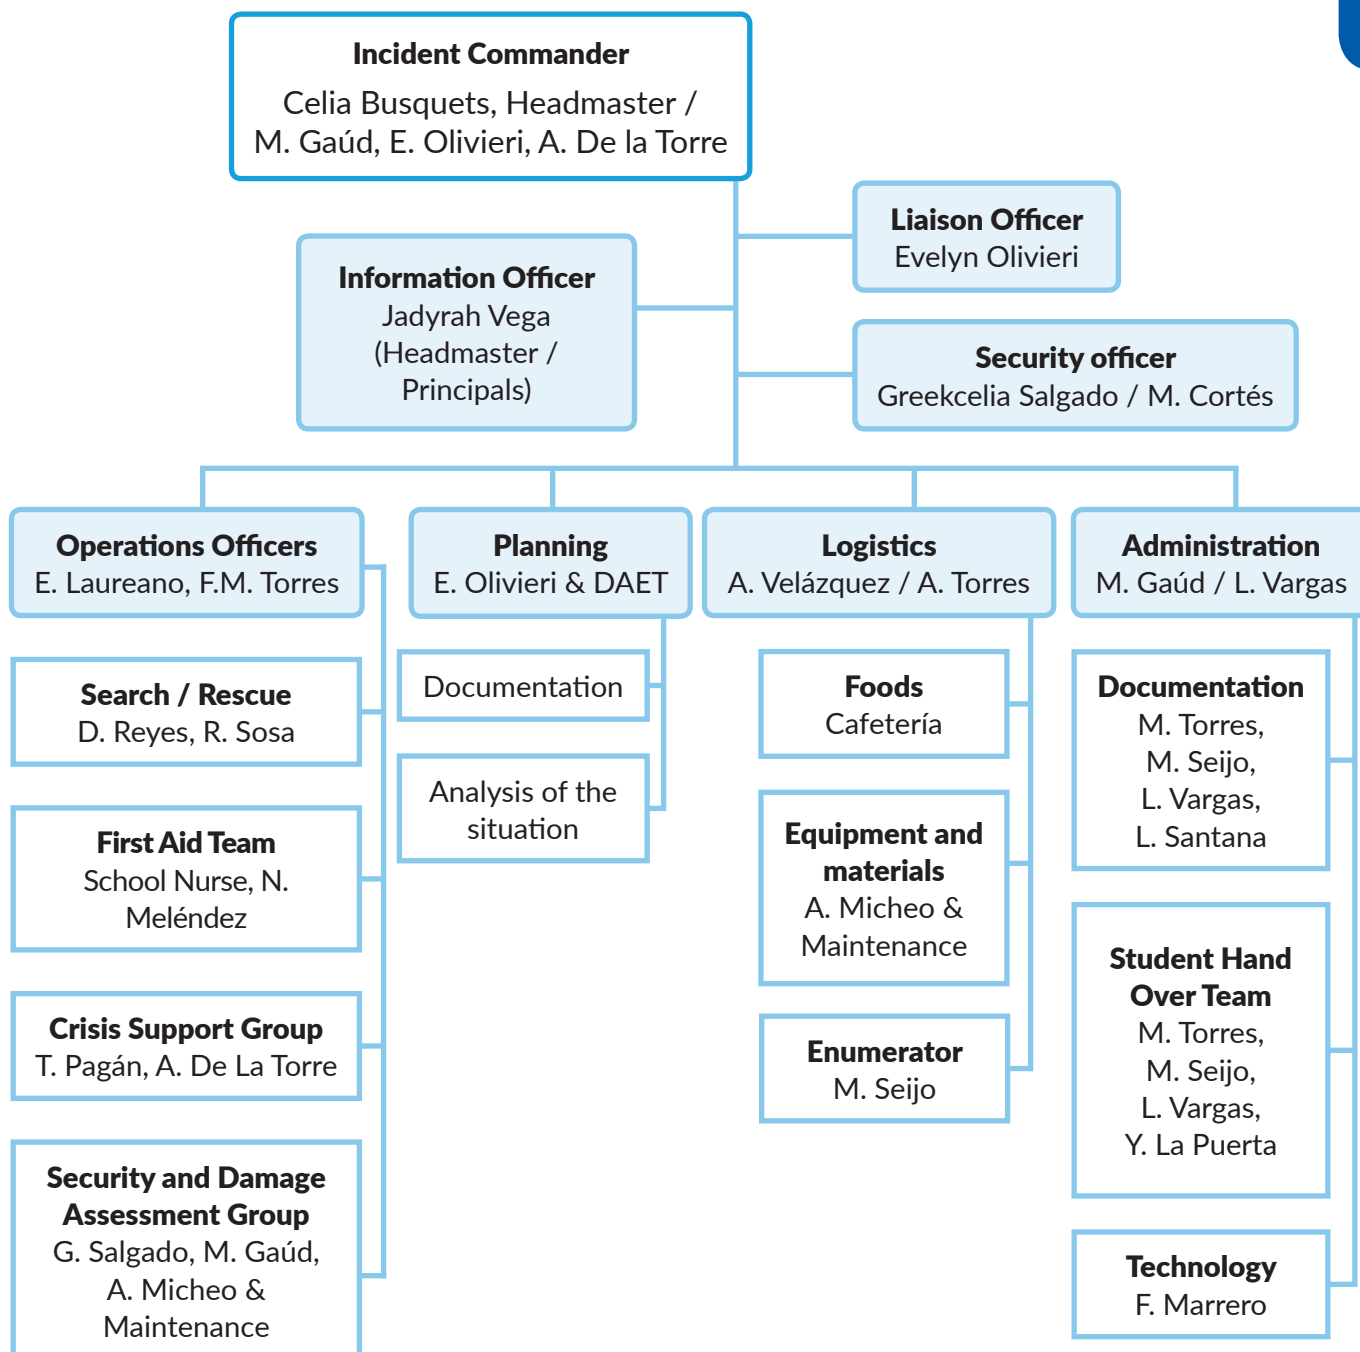 Incident Commander
Celia Busquets, Headmaster /
M. Gaúd, E. Olivieri, A. De la Torre
Liaison Officer
Evelyn Olivieri
Information Officer
Jadyrah Vega
(Headmaster /
Principals)
Security officer
Greekcelia Salgado / M. Cortés
Operations Officers
E. Laureano, F.M. Torres
Search / Rescue
D. Reyes, R. Sosa
First Aid Team
School Nurse, N.
Meléndez
Crisis Support Group
T. Pagán, A. De La Torre
Security and Damage
Assessment Group
G. Salgado, M. Gaúd,
A. Micheo &
Maintenance
Planning
E. Olivieri & DAET
Documentation
Analysis of the
situation
Logistics
A. Velázquez / A. Torres
Foods
Cafetería
Equipment and
materials
A. Micheo &
Maintenance
Enumerator
M. Seijo
Administration
M. Gaúd / L. Vargas
Documentation
M. Torres,
M. Seijo,
L. Vargas,
L. Santana
Student Hand
Over Team
M. Torres,
M. Seijo,
L. Vargas,
Y. La Puerta
Technology
F. Marrero